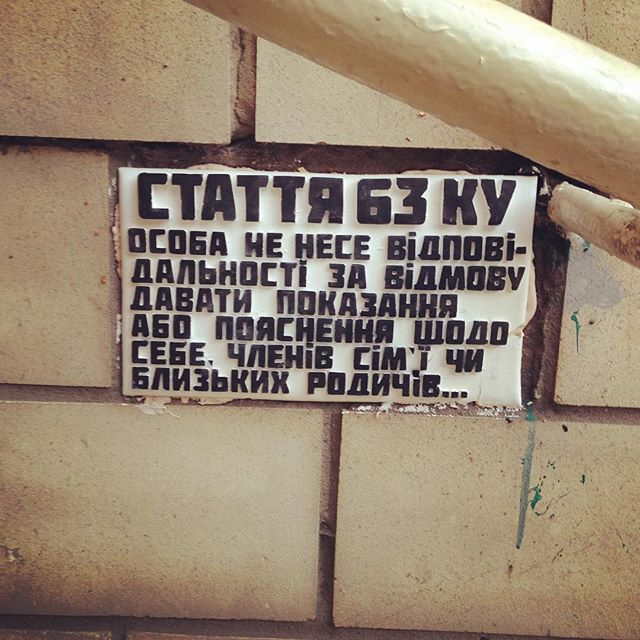 СТАТТЯ 63 КУ
ОСОБА НЕ НЕСЕ ВІДПОВІ-
ДАЛЬНОСТІ ЗА ВІДМОВУ
ДАВАТИ ПОКАЗАННЯ
АБО ПОЯСНЕННЯ ЩОДО
СЕБЕ, ЧЛЕНІВ СІМ'Ї ЧИ
БЛИЗЬКИХ РОДИЧІВ...